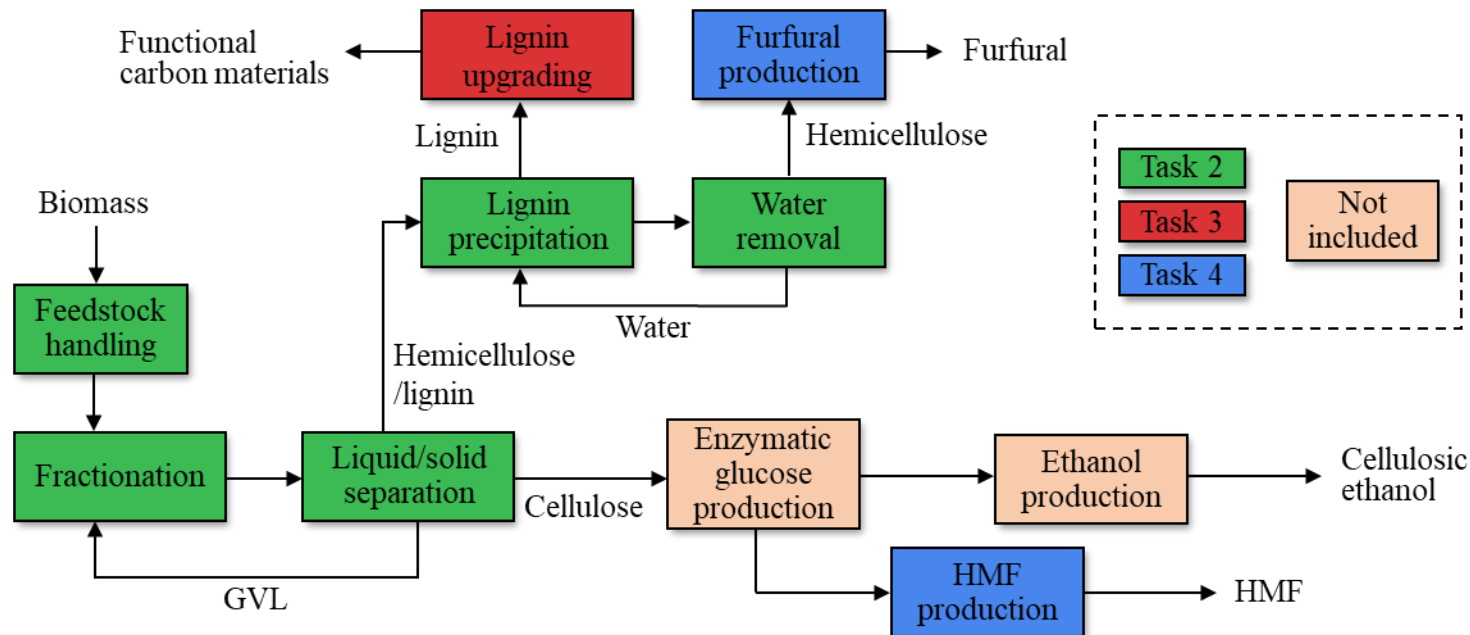 Functional
carbon materials
Lignin
upgrading
Furfural
production
Furfural
Lignin
Hemicellulose
Task 2
Task 3
Task 4
Not
included
Biomass
Lignin
precipitation
Water
removal
Water
Feedstock
handling
Hemicellulose
/lignin
Fractionation
Liquid/solid
separation
Cellulose
Enzymatic
glucose
production
Ethanol
production
Cellulosic
ethanol
GVL
HMF
production
HMF